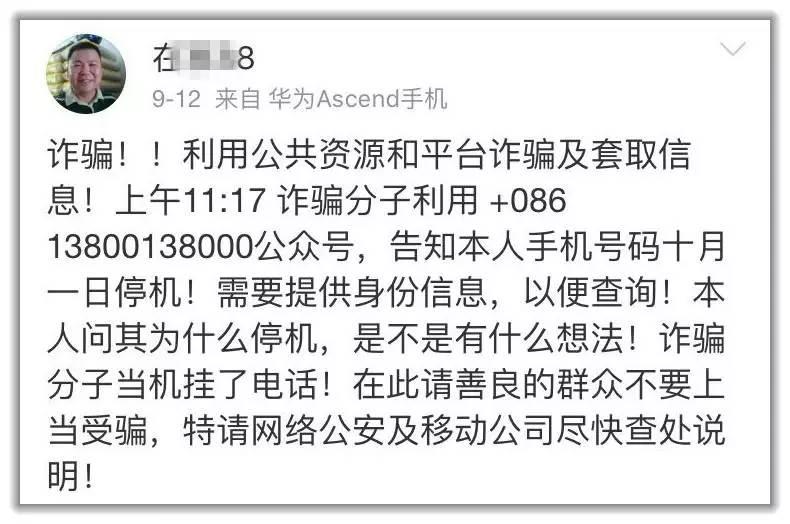 在8
9-12 来自 华为Ascend手机
诈骗！！利用公共资源和平台诈骗及套取信
息！上午11:17 诈骗分子利用 +086
13800138000公众号，告知本人手机号码十月
一日停机！需要提供身份信息，以便查询！本
人问其为什么停机，是不是有什么想法！诈骗
分子当机挂了电话！在此请善良的群众不要上
当受骗，特请网络公安及移动公司尽快查处说
明！